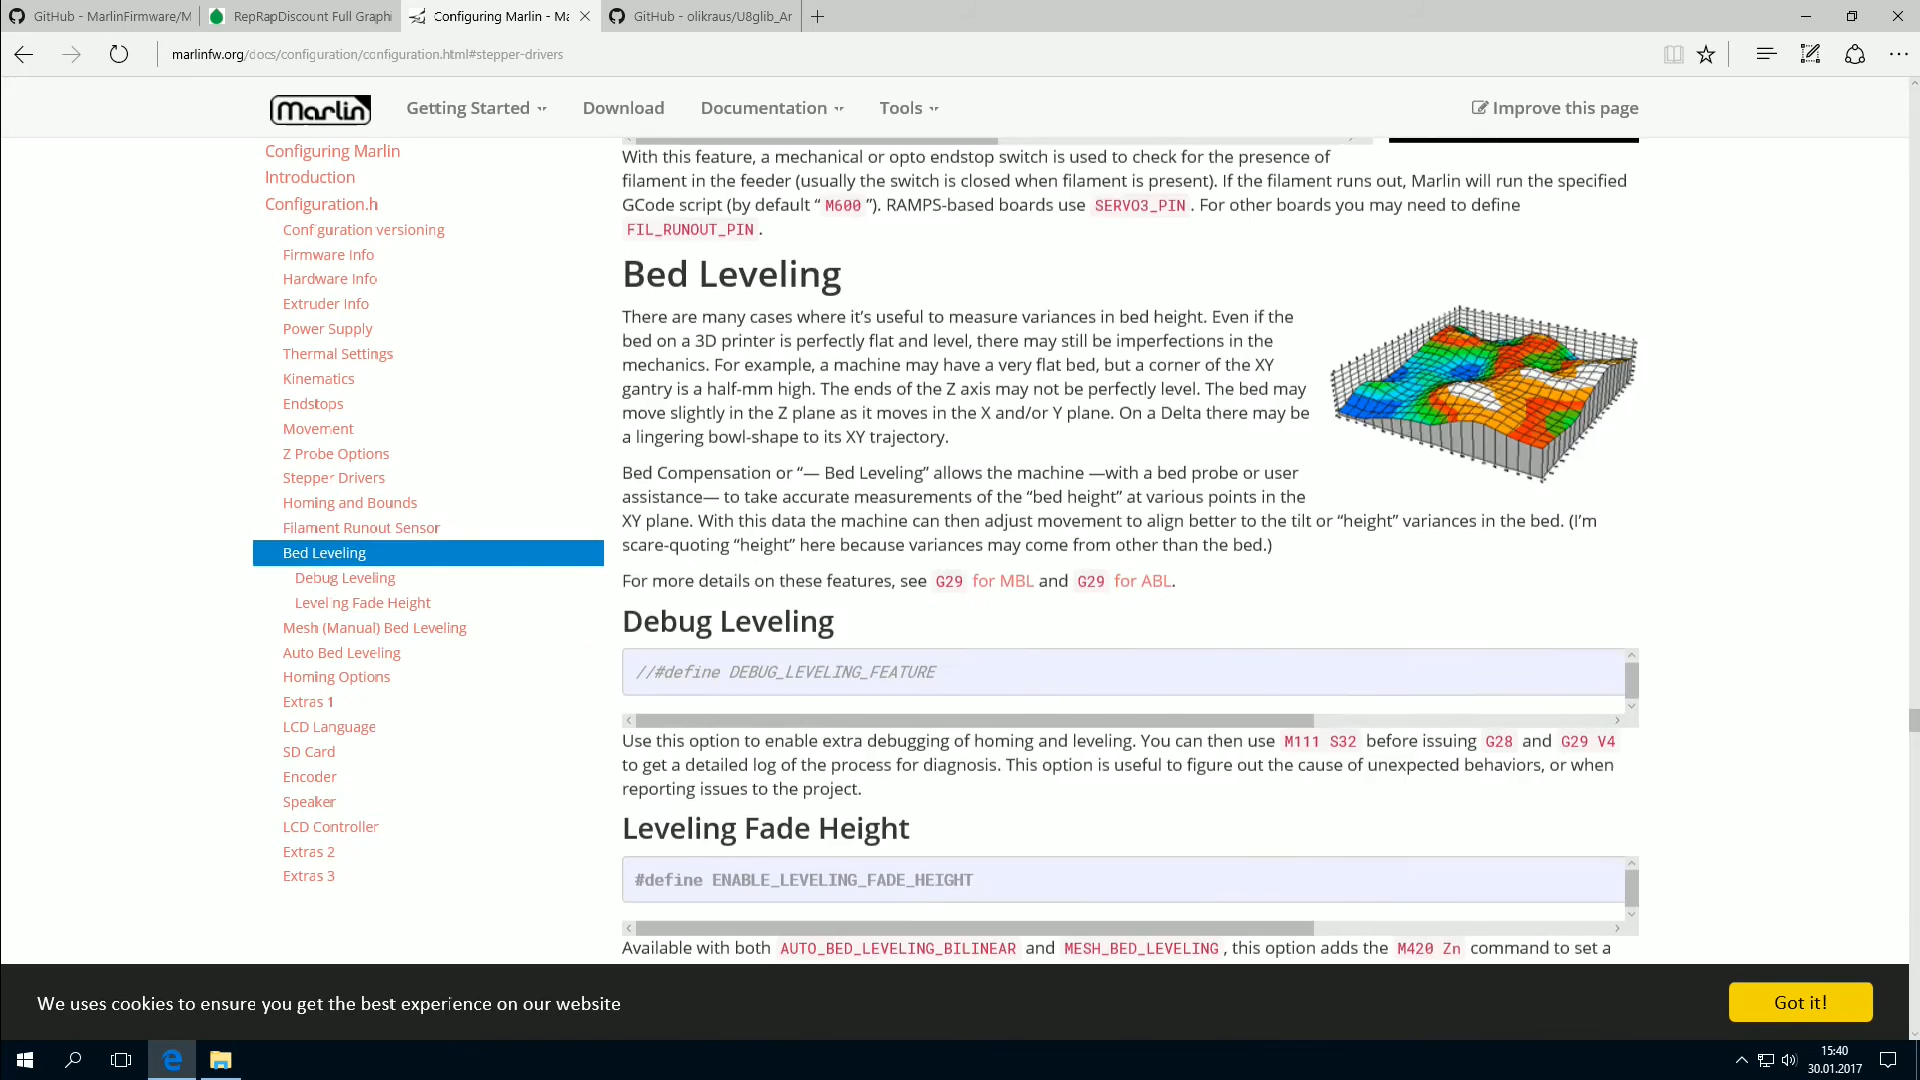 GitHub - MarlinFirmware/M
RepRapDiscount Full Graphi
Configuring Marlin - Ma
GitHub - olikraus/U8glib_Ar
marlinfw.org/docs/configuration/configuration.html#stepper-drivers
Marlin
Getting Started
Download
Documentation
Tools
Improve this page
Configuring Marlin
Introduction
Configuration.h
Configuration versioning
Firmware Info
Hardware Info
Extruder Info
Power Supply
Thermal Settings
Kinematics
Endstops
Movement
Z Probe Options
Stepper Drivers
Homing and Bounds
Filament Runout Sensor
Bed Leveling
Debug Leveling
Leveling Fade Height
Mesh (Manual) Bed Leveling
Auto Bed Leveling
Homing Options
Extras 1
LCD Language
SD Card
Encoder
Speaker
LCD Controller
Extras 2
Extras 3
With this feature, a mechanical or opto endstop switch is used to check for the presence of
filament in the feeder (usually the switch is closed when filament is present). If the filament runs out, Marlin will run the specified
GCode script (by default “ M600 ”). RAMPS-based boards use SERVO3_PIN . For other boards you may need to define
FIL_RUNOUT_PIN .
Bed Leveling
There are many cases where it’s useful to measure variances in bed height. Even if the
bed on a 3D printer is perfectly flat and level, there may still be imperfections in the
mechanics. For example, a machine may have a very flat bed, but a corner of the XY
gantry is a half-mm high. The ends of the Z axis may not be perfectly level. The bed may
move slightly in the Z plane as it moves in the X and/or Y plane. On a Delta there may be
a lingering bowl-shape to its XY trajectory.
Bed Compensation or “— Bed Leveling” allows the machine —with a bed probe or user
assistance— to take accurate measurements of the “bed height” at various points in the
XY plane. With this data the machine can then adjust movement to align better to the tilt or “height” variances in the bed. (I’m
scare-quoting “height” here because variances may come from other than the bed.)
For more details on these features, see G29 for MBL and G29 for ABL.
Debug Leveling
//#define DEBUG_LEVELING_FEATURE
Use this option to enable extra debugging of homing and leveling. You can then use M111 S32 before issuing G28 and G29 V4
to get a detailed log of the process for diagnosis. This option is useful to figure out the cause of unexpected behaviors, or when
reporting issues to the project.
Leveling Fade Height
#define ENABLE_LEVELING_FADE_HEIGHT
Available with both AUTO_BED_LEVELING_BILINEAR and MESH_BED_LEVELING , this option adds the M420 Zn command to set a
We uses cookies to ensure you get the best experience on our website
Got it!
15:40
30.01.2017